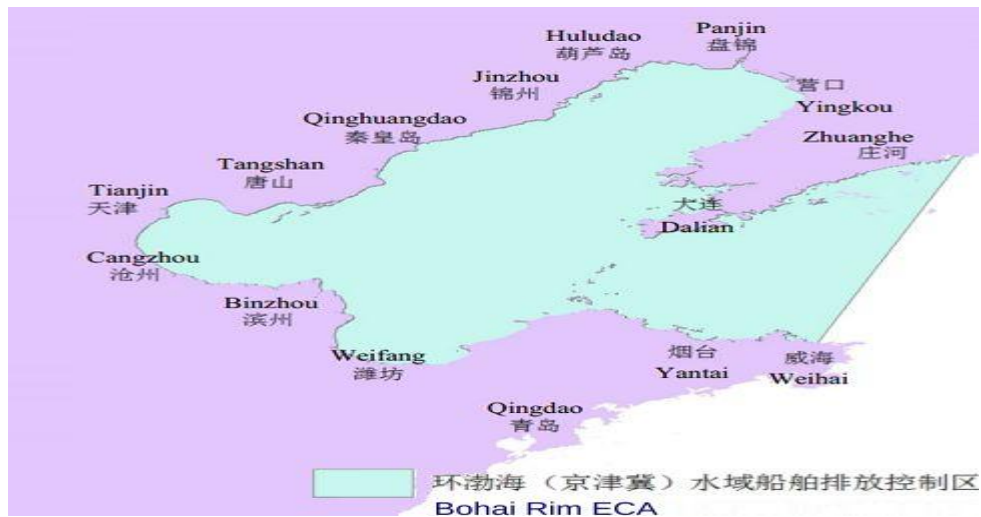 Panjin
盘锦
Huludao
葫芦岛
Jinzhou
锦州
营口
Yingkou
Qinghuangdao
秦皇岛
Zhuanghe
庄河
Tangshan
唐山
Tianjin
天津
大连
Dalian
Cangzhou
沧州
Binzhou
滨州
Weifang
潍坊
烟台
Yantai
威海
Weihai
Qingdao
青岛
环渤海（京津冀）水域船舶排放控制区
Bohai Rim ECA